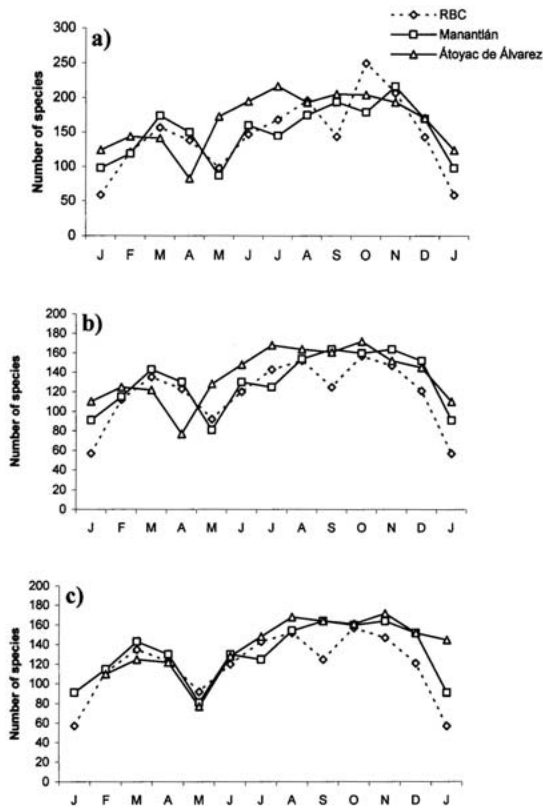 RBC
Manantlán
Átoyac de Álvarez
a)
Number of species
300
250
200
150
100
50
0
J F M A M J J A S O N D J
b)
Number of species
200
180
160
140
120
100
80
60
40
20
0
J F M A M J J A S O N D J
c)
Number of species
200
180
160
140
120
100
80
60
40
20
0
J F M A M J J A S O N D J